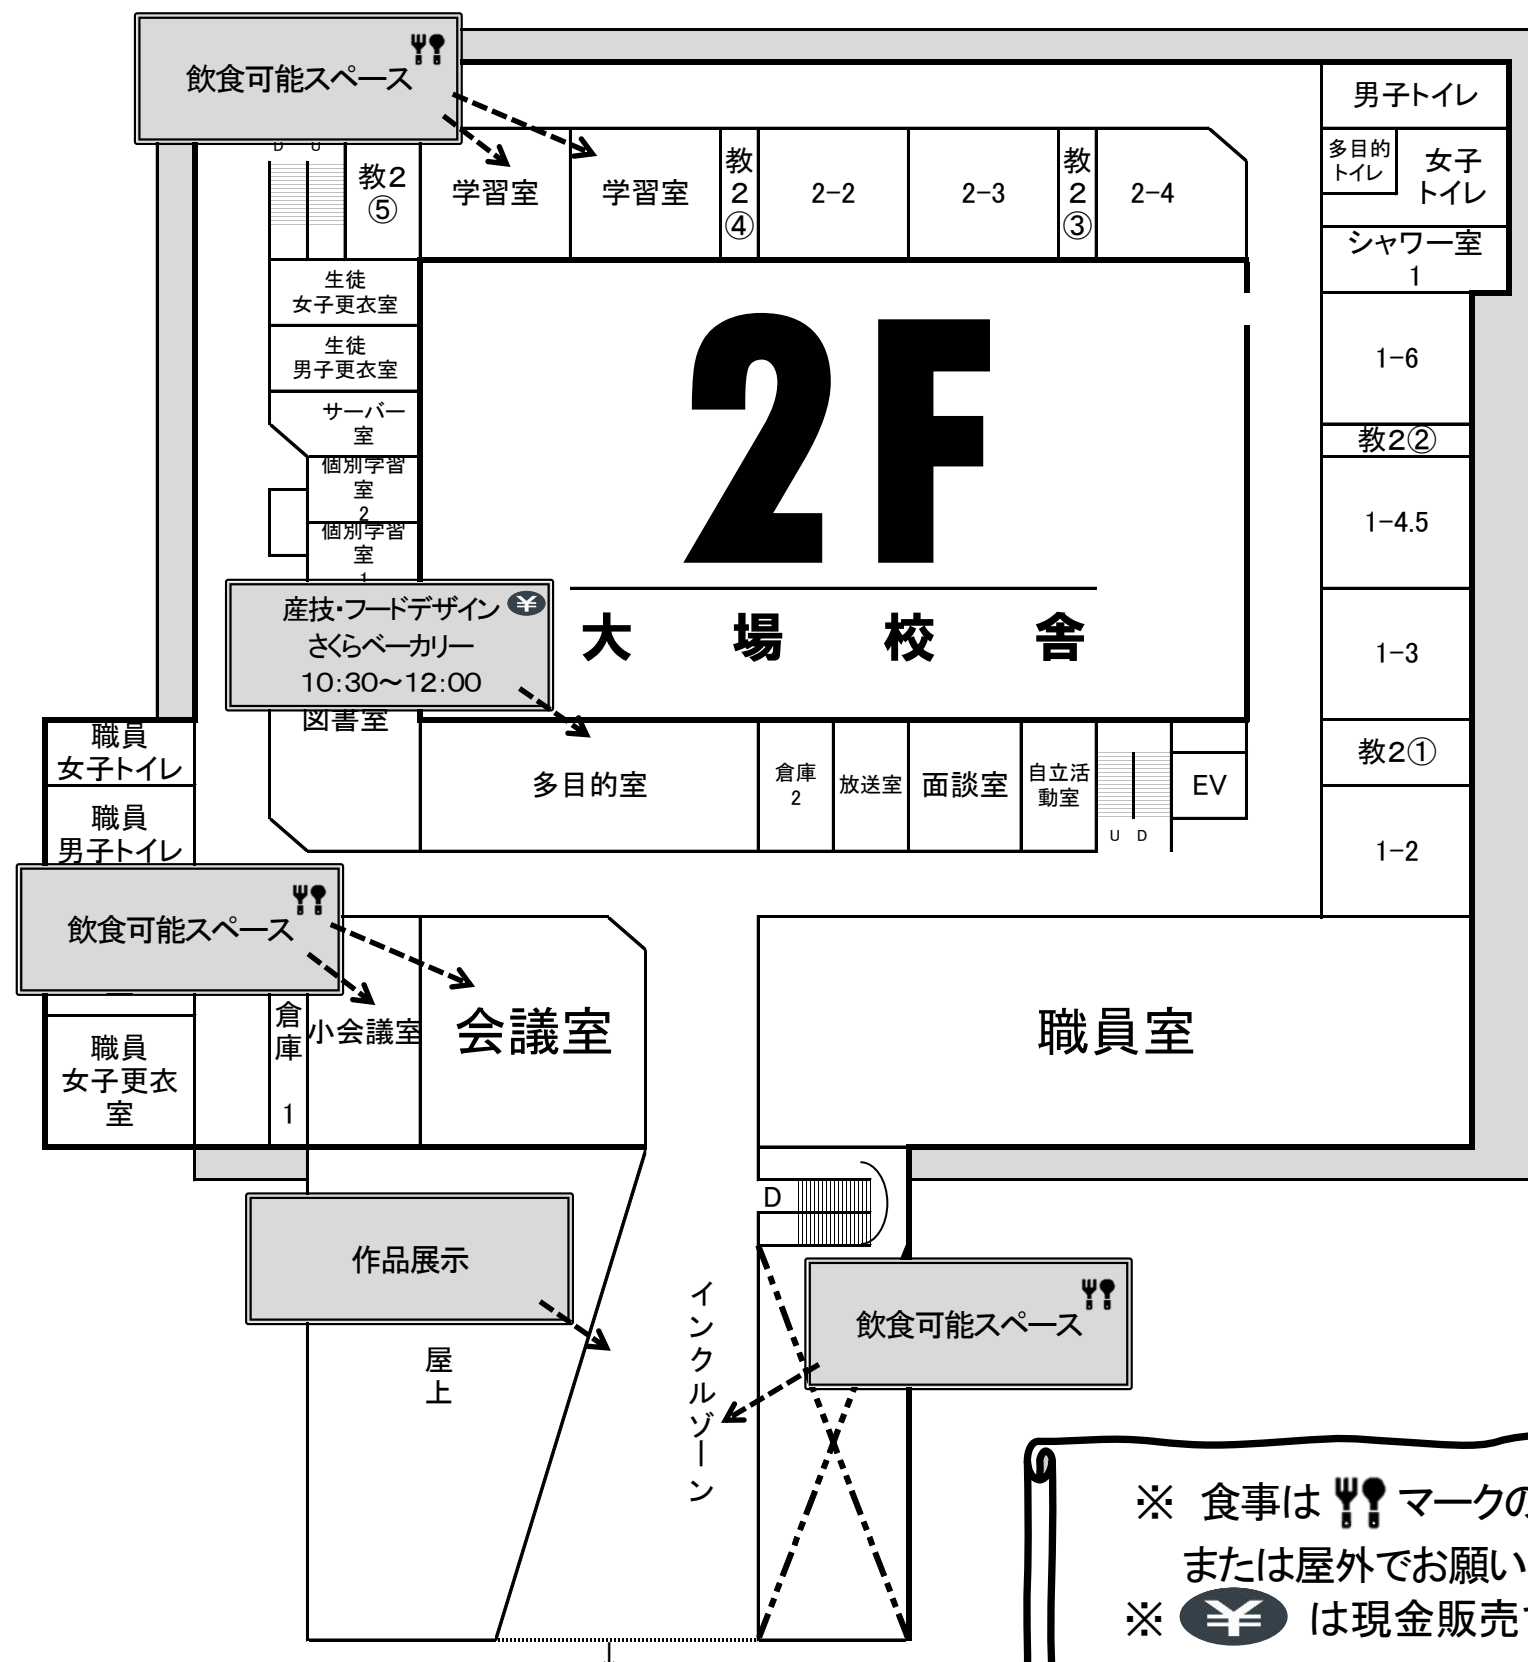 飲食可能スペース
男子トイレ
多目的
トイレ
女子
トイレ
シャワー室
1
D U
教2
⑤
学習室
学習室
教
2
④
2-2
2-3
教
2
③
2-4
生徒
女子更衣室
生徒
男子更衣室
サーバー
室
個別学習
室
2
個別学習
室
1
2F
大場校舎
1-6
教2②
1-4.5
1-3
教2①
1-2
産技・フードデザイン
さくらベーカリー
10:30～12:00
図書室
多目的室
倉庫
2
放送室
面談室
自立活
動室
U D
EV
職員
女子トイレ
職員
男子トイレ
飲食可能スペース
職員
女子更衣
室
倉
庫
1
小会議室
会議室
職員室
D
作品展示
屋
上
インクルゾーン
飲食可能スペース
※ 食事は マークの
または屋外でお願い
※ ¥ は現金販売